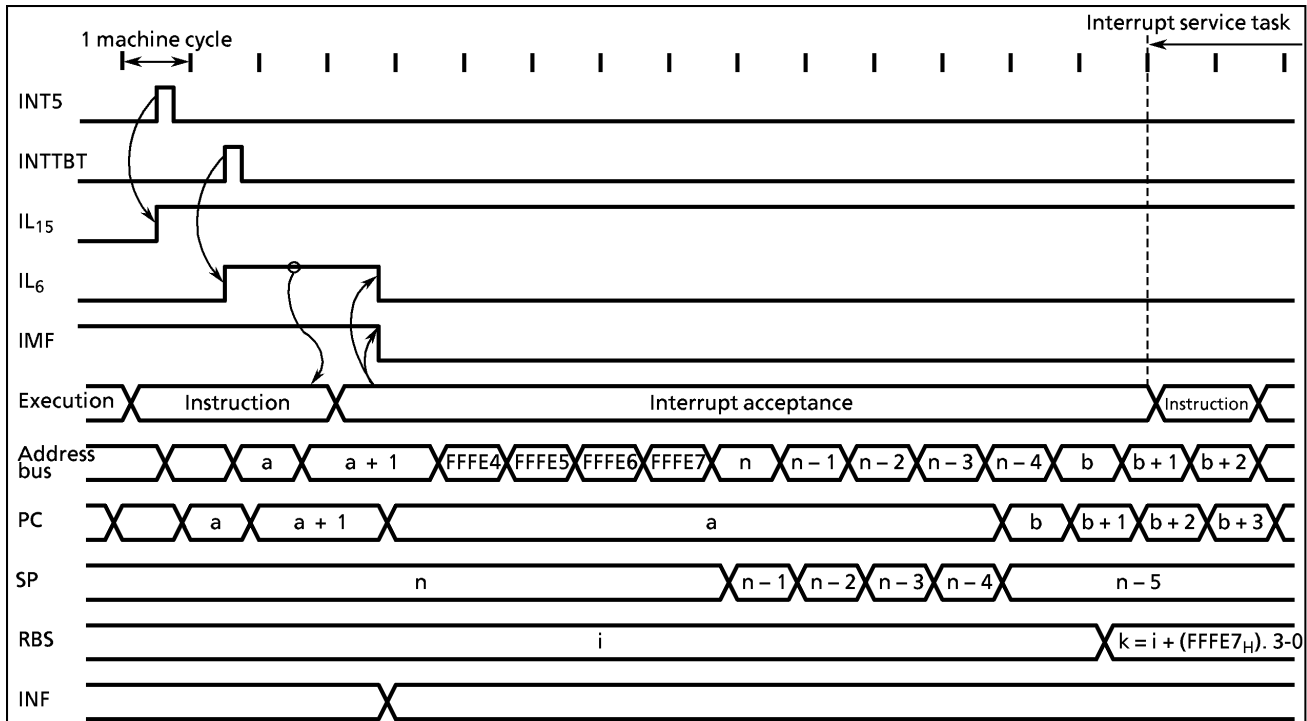 Interrupt service task
1 machine cycle
INT5
INTTBT
IL15
IL6
IMF
Execution Instruction Interrupt acceptance Instruction
Address bus a a + 1 FFFE4 FFFE5 FFFE6 FFFE7 n n – 1 n – 2 n – 3 n – 4 b b + 1 b + 2
PC a a + 1 a b b + 1 b + 2 b + 3
SP n n – 1 n – 2 n – 3 n – 4 n – 5
RBS i k = i + (FFFE7H). 3-0
INF